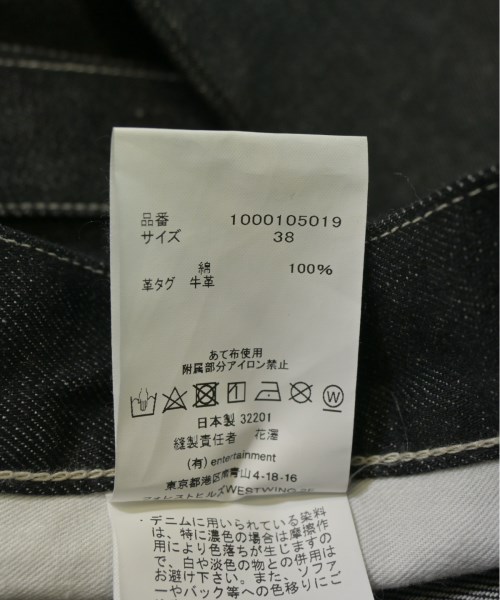 品番 1000105019
サイズ 38
綿 100%
革タグ 牛革
あて布使用
附属部分アイロン禁止
W
日本製 32201
縫製責任者 花澤
(有) entertainment
東京都港区南青山4-18-16
WESTWING
・デニムに用いられている染料
は、特に濃色の場合は摩擦作
用により色落ちが生じますの
で、白や淡色の物との併用は
お避け下さい。また、ソファ
ーやバック等への色移りにご